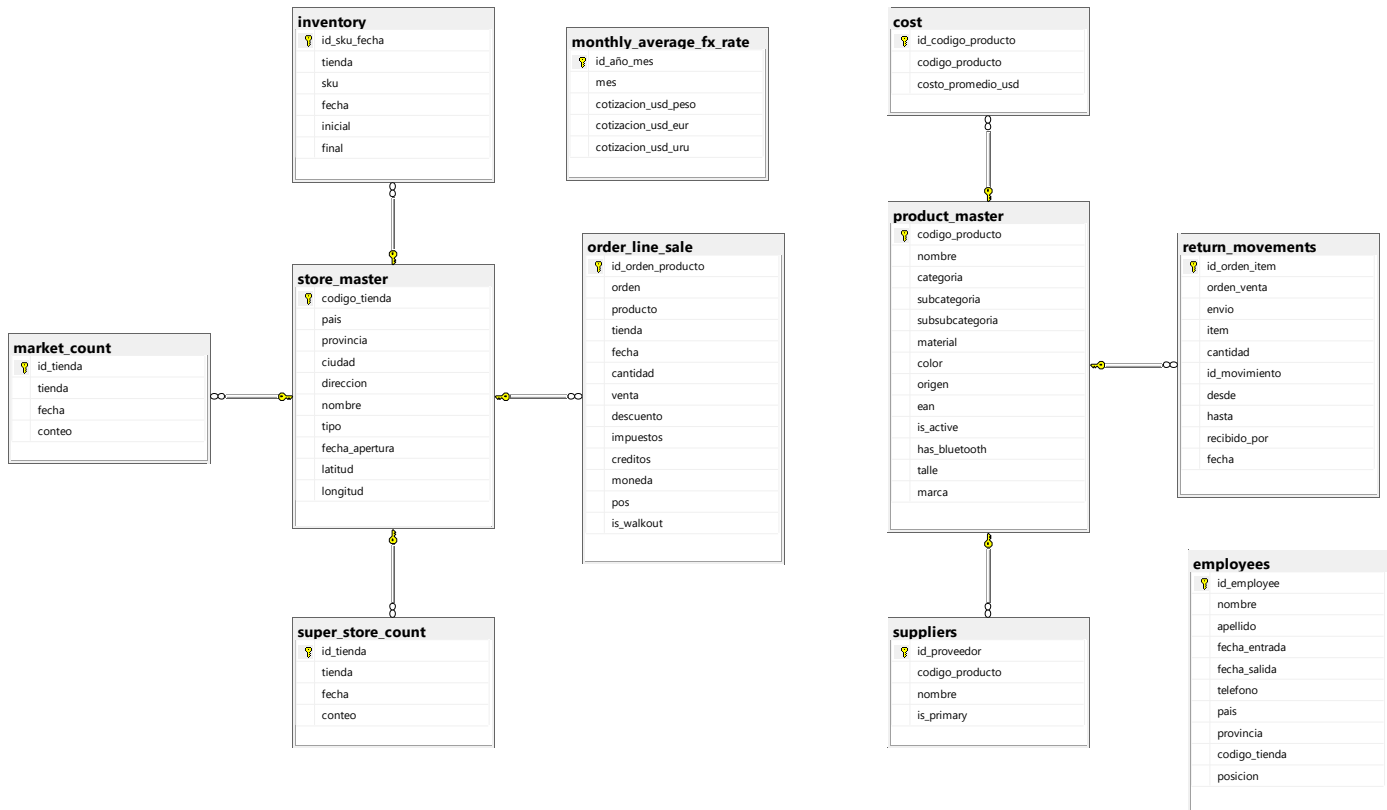 inventory
id_sku_fecha
tienda
sku
fecha
inicial
final
monthly_average_fx_rate
id_año_mes
mes
cotizacion_usd_peso
cotizacion_usd_eur
cotizacion_usd_uru
cost
id_codigo_producto
codigo_producto
costo_promedio_usd
market_count
id_tienda
tienda
fecha
conteo
store_master
codigo_tienda
pais
provincia
ciudad
direccion
nombre
tipo
fecha_apertura
latitud
longitud
order_line_sale
id_orden_producto
orden
producto
tienda
fecha
cantidad
venta
descuento
impuestos
creditos
moneda
pos
is_walkout
product_master
codigo_producto
nombre
categoria
subcategoria
subsubcategoria
material
color
origen
ean
is_active
has_bluetooth
talle
marca
return_movements
id_orden_item
orden_venta
envio
item
cantidad
id_movimiento
desde
hasta
recibido_por
fecha
super_store_count
id_tienda
tienda
fecha
conteo
suppliers
id_proveedor
codigo_producto
nombre
is_primary
employees
id_employee
nombre
apellido
fecha_entrada
fecha_salida
telefono
pais
provincia
codigo_tienda
posicion